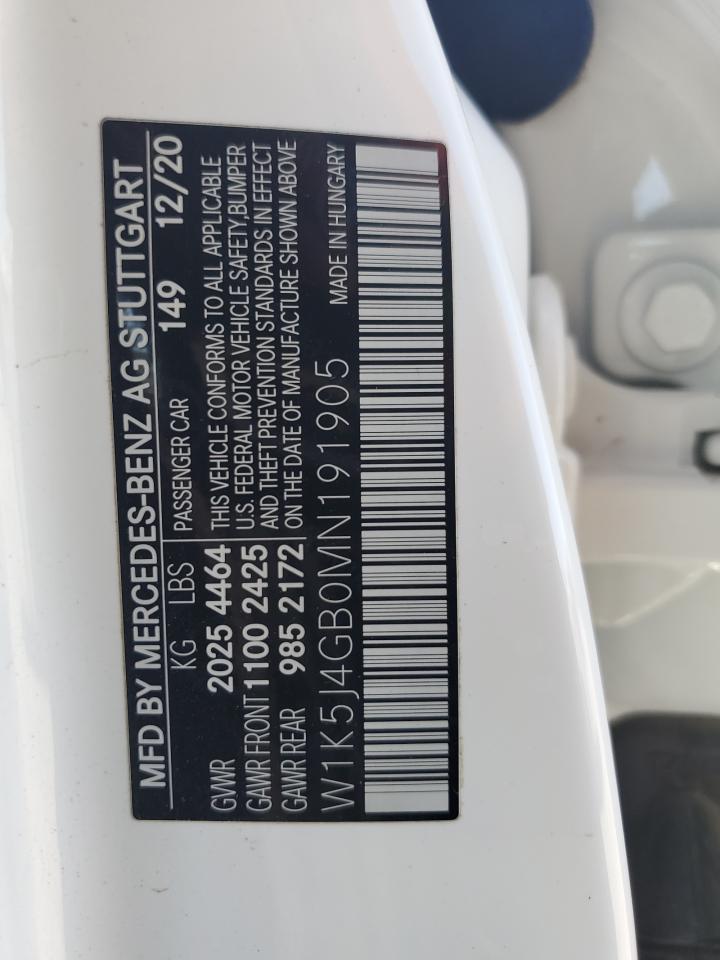 MFD BY MERCEDES-BENZ AG STUTTGART
KG LBS PASSENGER CAR 149 12/20
GVWR 2025 4464 THIS VEHICLE CONFORMS TO ALL APPLICABLE
GAWR FRONT 1100 2425 U.S. FEDERAL MOTOR VEHICLE SAFETY,BUMPER
GAWR REAR 985 2172 AND THEFT PREVENTION STANDARDS IN EFFECT
ON THE DATE OF MANUFACTURE SHOWN ABOVE
W1K5J4GB0MN191905 MADE IN HUNGARY